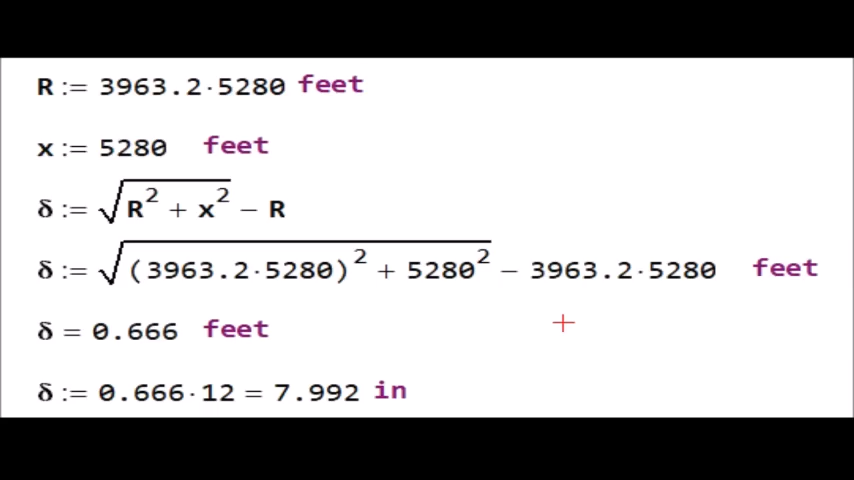 R := 3963.2·5280 feet
x := 5280 feet
δ := √(R² + x²) − R
δ := √((3963.2·5280)² + 5280²) − 3963.2·5280 feet
δ = 0.666 feet
δ := 0.666·12 = 7.992 in